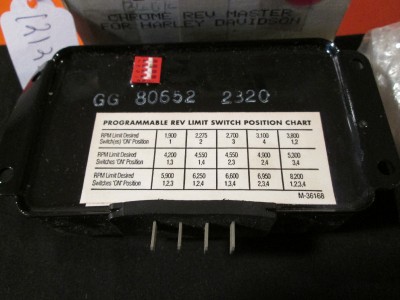 CHROME REV MASTER
FOR HARLEY DAVIDSON
GG 80552 2320
PROGRAMMABLE REV LIMIT SWITCH POSITION CHART
RPM Limit Desired 1,900 2,275 2,700 3,100 3,800
Switch(es) 'ON' Position 1 2 3 4 1,2
RPM Limit Desired 4,200 4,550 4,550 4,900 5,300
Switches 'ON' Position 1,3 1,4 2,3 2,4 3,4
RPM Limit Desired 5,900 6,250 6,600 6,950 8,200
Switches 'ON' Position 1,2,3 1,2,4 1,3,4 2,3,4 1,2,3,4
M-36168